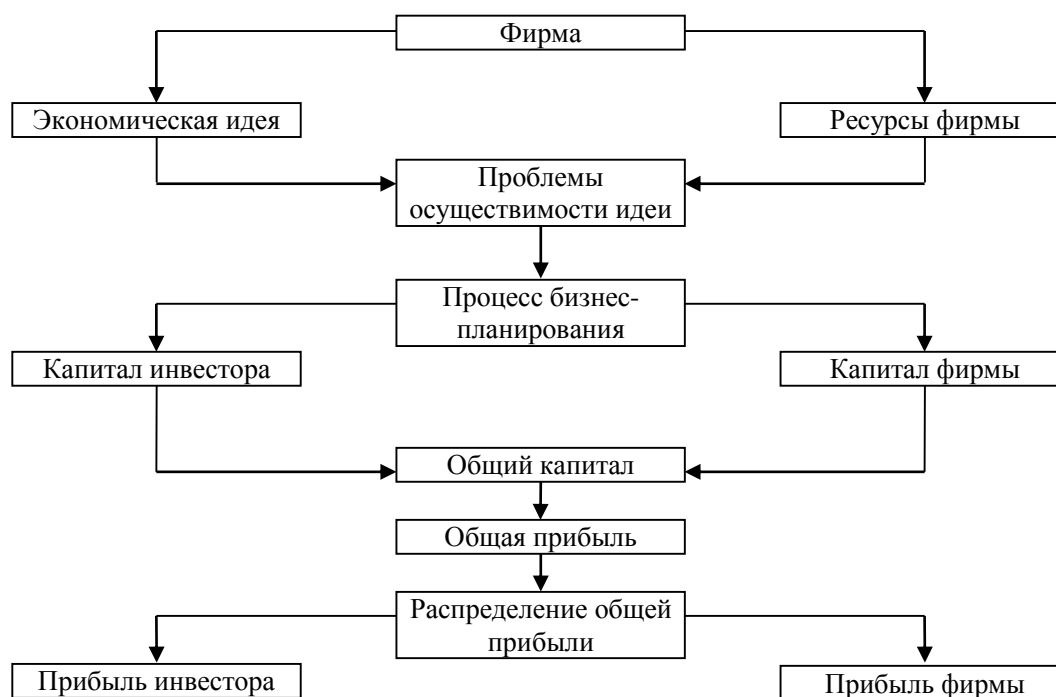 Фирма
Экономическая идея
Ресурсы фирмы
Проблемы
осуществимости идеи
Процесс бизнес-
планирования
Капитал инвестора
Капитал фирмы
Общий капитал
Общая прибыль
Распределение общей
прибыли
Прибыль инвестора
Прибыль фирмы